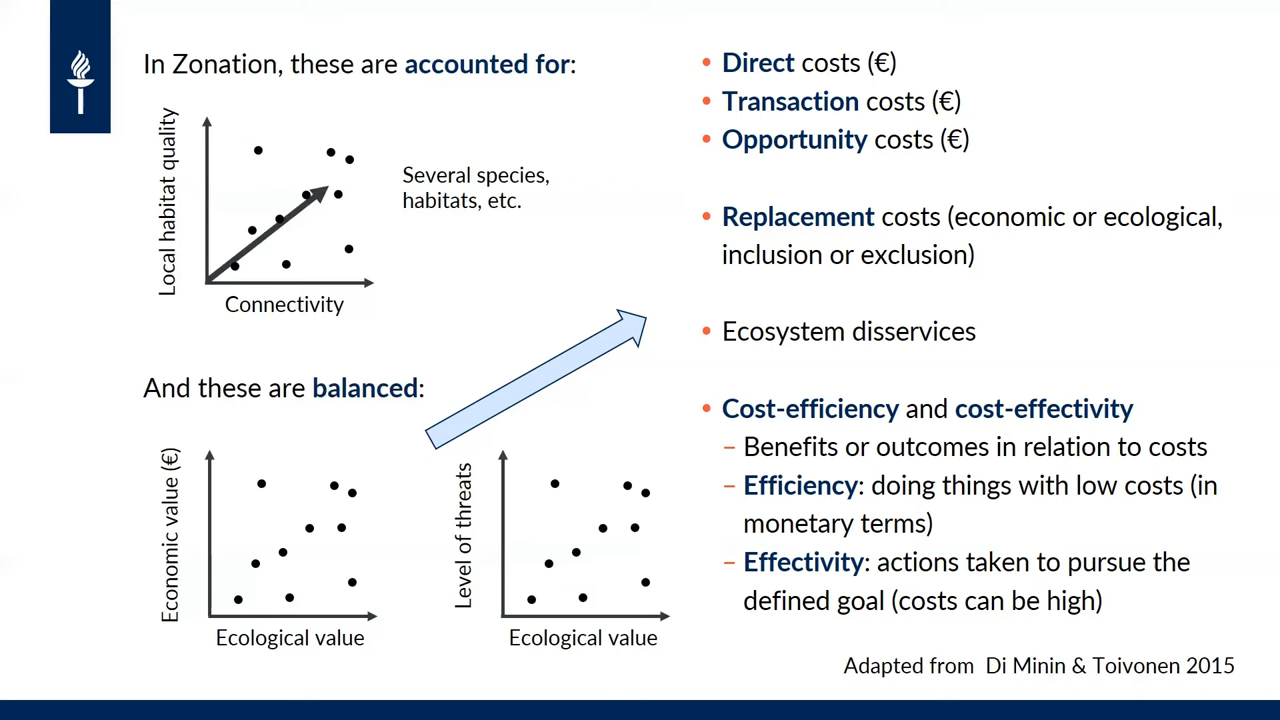 In Zonation, these are accounted for:
Local habitat quality
Connectivity
Several species,
habitats, etc.
And these are balanced:
Economic value (€)
Ecological value
Level of threats
Ecological value
• Direct costs (€)
• Transaction costs (€)
• Opportunity costs (€)
• Replacement costs (economic or ecological,
inclusion or exclusion)
• Ecosystem disservices
• Cost-efficiency and cost-effectivity
– Benefits or outcomes in relation to costs
– Efficiency: doing things with low costs (in
monetary terms)
– Effectivity: actions taken to pursue the
defined goal (costs can be high)
Adapted from Di Minin & Toivonen 2015